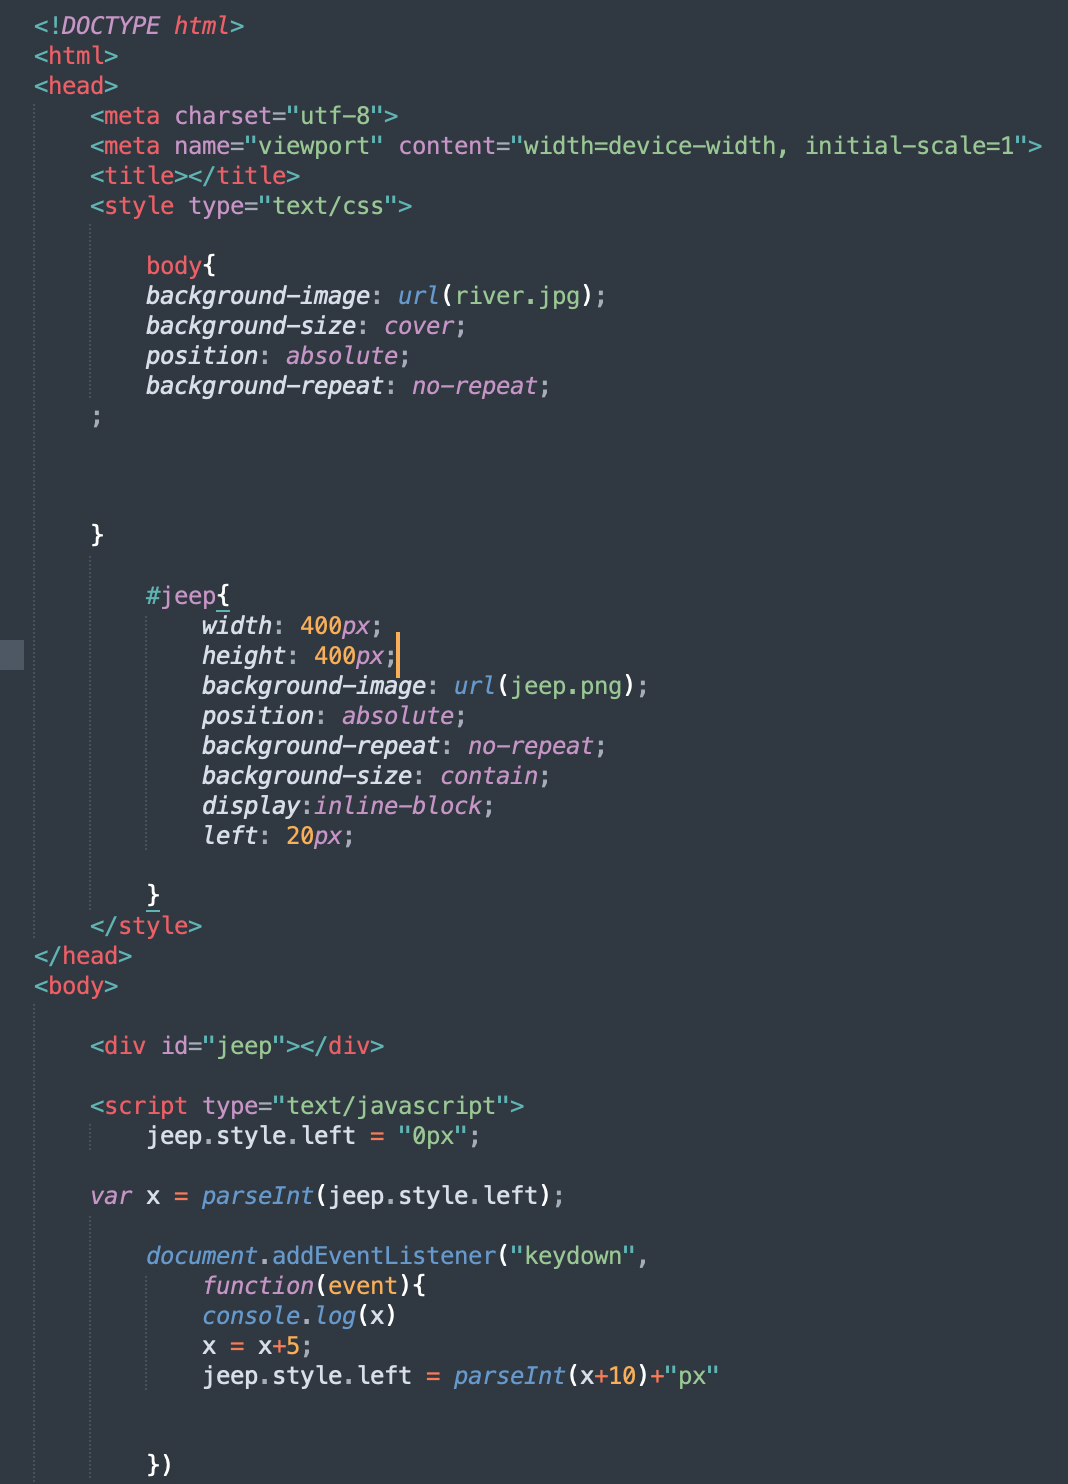 <!DOCTYPE html>
<html>
<head>
<meta charset="utf-8">
<meta name="viewport" content="width=device-width, initial-scale=1">
<title></title>
<style type="text/css">
body{
background-image: url(river.jpg);
background-size: cover;
position: absolute;
background-repeat: no-repeat;
;
}
#jeep{
width: 400px;
height: 400px;
background-image: url(jeep.png);
position: absolute;
background-repeat: no-repeat;
background-size: contain;
display:inline-block;
left: 20px;
}
</style>
</head>
<body>
<div id="jeep"></div>
<script type="text/javascript">
jeep.style.left = "0px";
var x = parseInt(jeep.style.left);
document.addEventListener("keydown",
function(event){
console.log(x)
x = x+5;
jeep.style.left = parseInt(x+10)+"px"
})